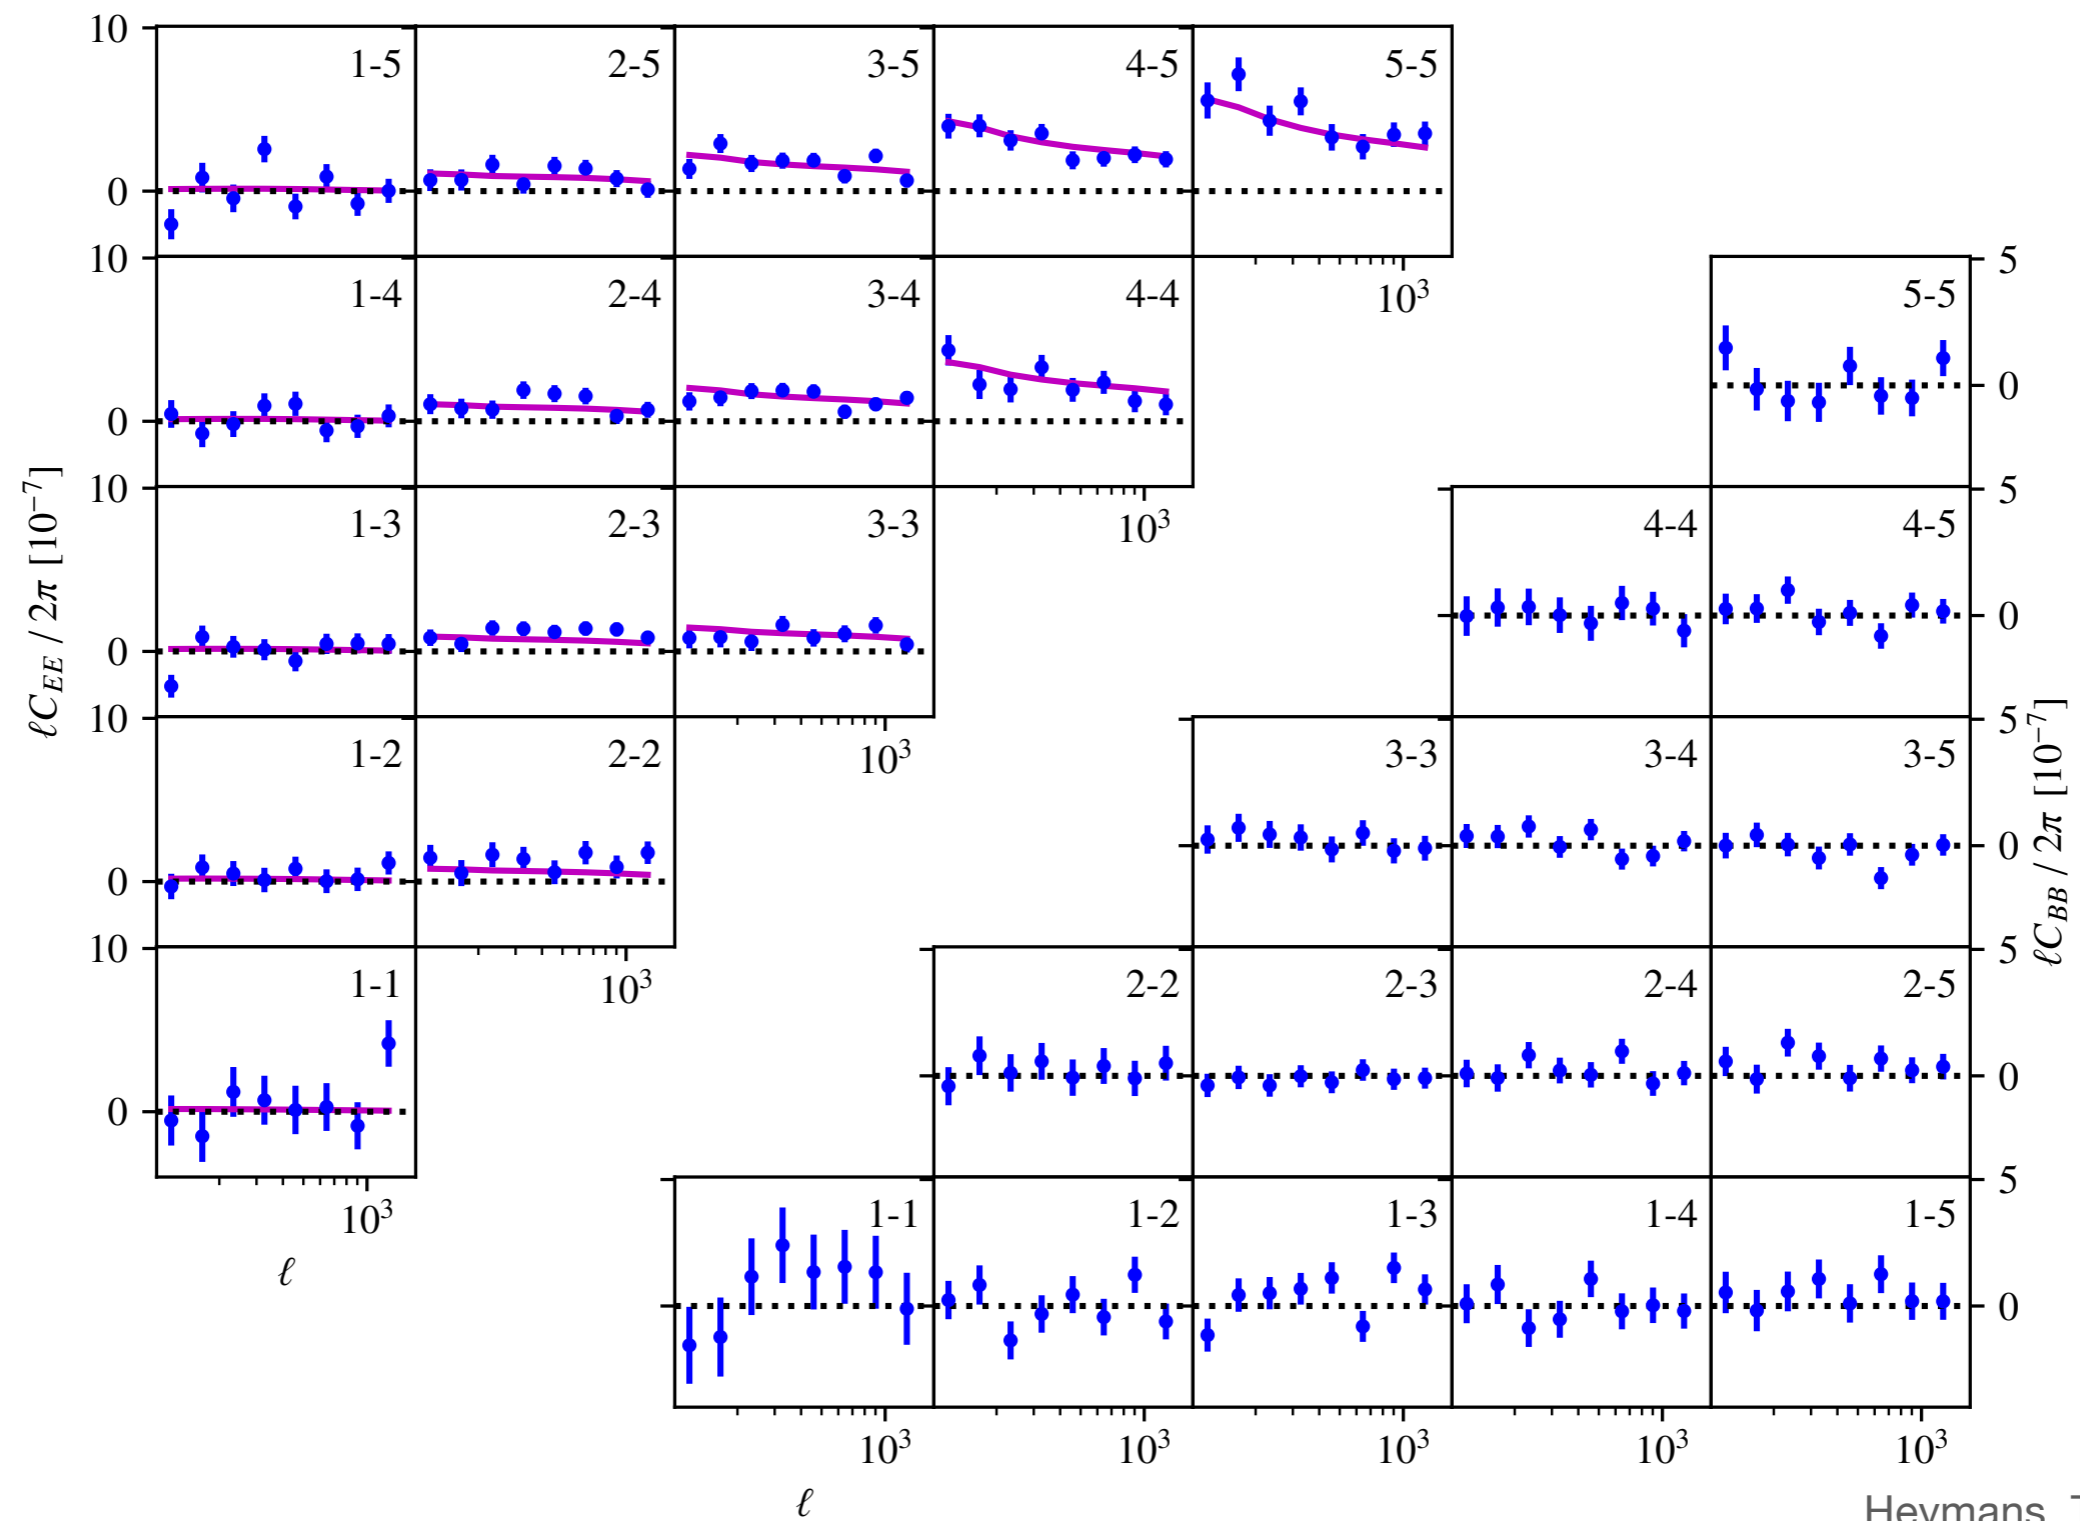 10 1-5 2-5 3-5 4-5 5-5
0
10³
10 1-4 2-4 3-4 4-4 5-5 5
0 0
10³
10 1-3 2-3 3-3 4-4 4-5 5
0 0
10³
10 1-2 2-2 3-3 3-4 3-5 5
0 0
10³
10 1-1 2-2 2-3 2-4 2-5 5
0 0
10³
ℓ
1-1 1-2 1-3 1-4 1-5 5
0
10³ 10³ 10³ 10³ 10³
ℓ
ℓC_EE / 2π [10⁻⁷]
ℓC_BB / 2π [10⁻⁷]
Heymans,